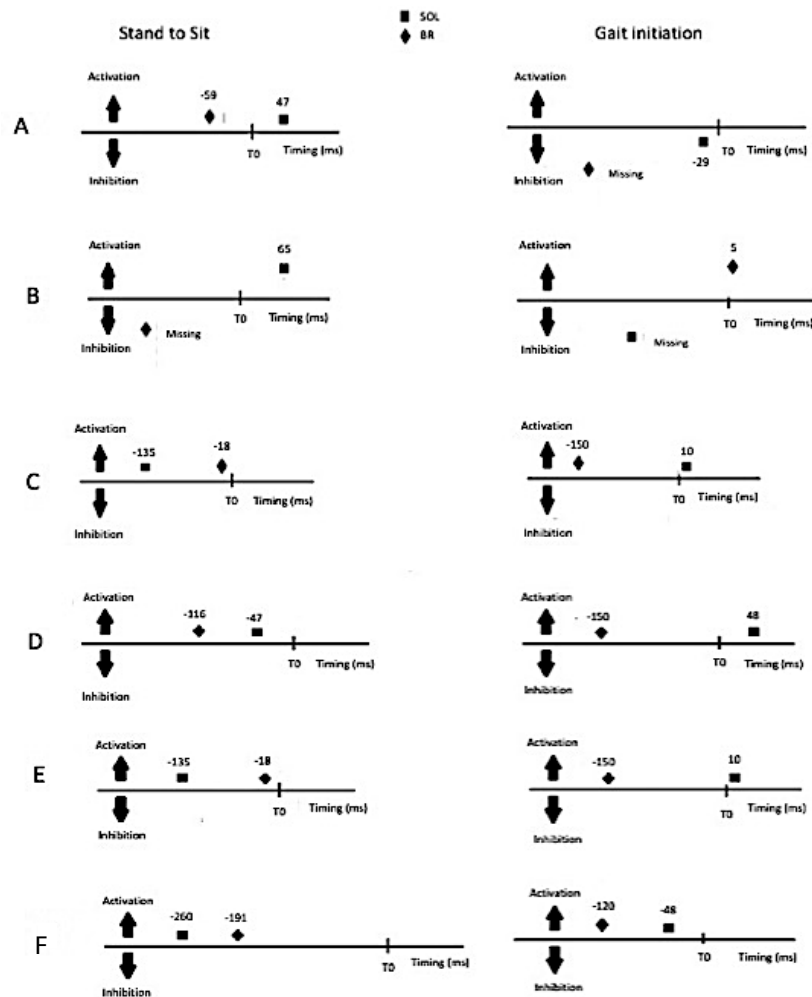 SOL
BR
Stand to Sit
Gait initiation
A
Activation
-59
47
T0
Timing (ms)
Inhibition
Activation
T0
Timing (ms)
-29
Missing
Inhibition
B
Activation
65
T0
Timing (ms)
Missing
Inhibition
Activation
5
T0
Timing (ms)
Missing
Inhibition
C
Activation
-135
-18
T0
Timing (ms)
Inhibition
Activation
-150
10
T0
Timing (ms)
Inhibition
D
Activation
-116
-47
T0
Timing (ms)
Inhibition
Activation
-150
48
T0
Timing (ms)
Inhibition
E
Activation
-135
-18
T0
Timing (ms)
Inhibition
Activation
-150
10
T0
Timing (ms)
Inhibition
F
Activation
-260
-191
T0
Timing (ms)
Inhibition
Activation
-120
-48
T0
Timing (ms)
Inhibition